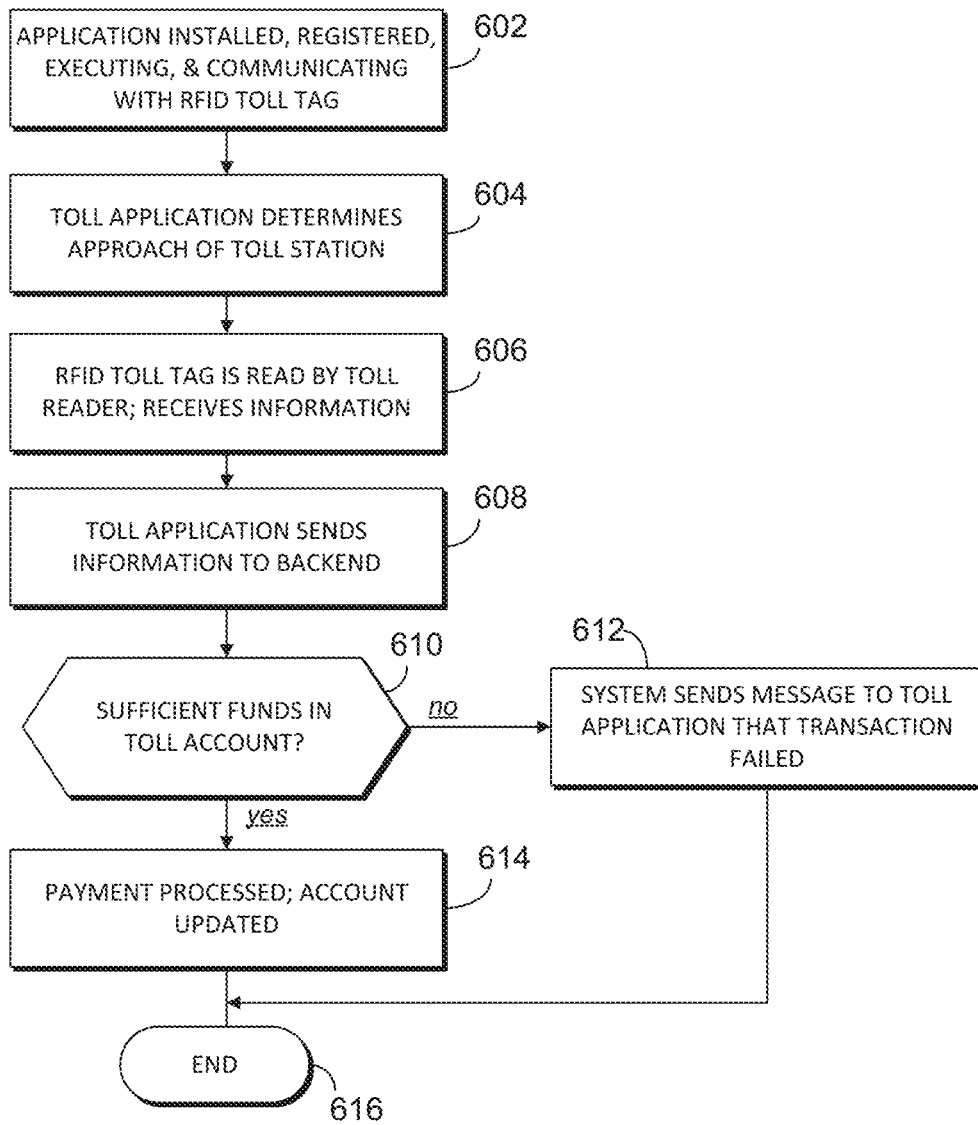 APPLICATION INSTALLED, REGISTERED,
EXECUTING, & COMMUNICATING
WITH RFID TOLL TAG
602
TOLL APPLICATION DETERMINES
APPROACH OF TOLL STATION
604
RFID TOLL TAG IS READ BY TOLL
READER; RECEIVES INFORMATION
606
TOLL APPLICATION SENDS
INFORMATION TO BACKEND
608
SUFFICIENT FUNDS IN
TOLL ACCOUNT?
610
no
612
SYSTEM SENDS MESSAGE TO TOLL
APPLICATION THAT TRANSACTION
FAILED
yes
PAYMENT PROCESSED; ACCOUNT
UPDATED
614
END
616